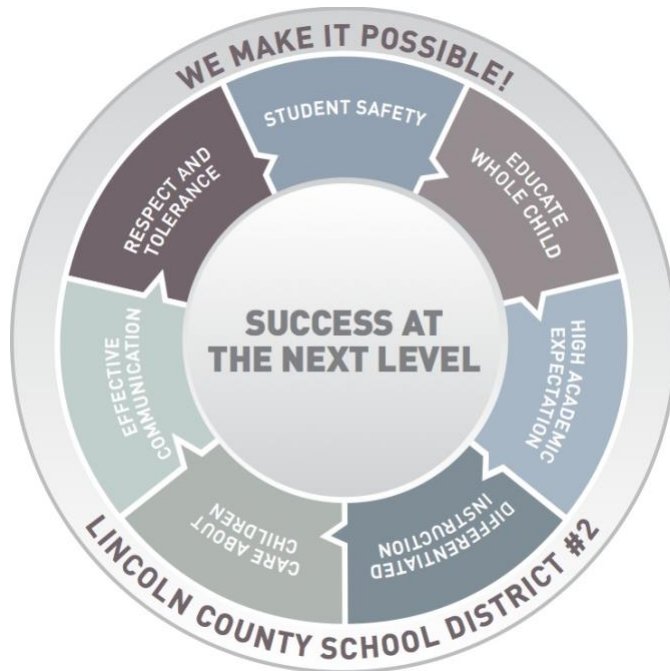 WE MAKE IT POSSIBLE!
STUDENT SAFETY
EDUCATE
WHOLE CHILD
HIGH ACADEMIC
EXPECTATION
DIFFERENTIATED
INSTRUCTION
CARE ABOUT
CHILDREN
EFFECTIVE
COMMUNICATION
RESPECT AND
TOLERANCE
SUCCESS AT
THE NEXT LEVEL
LINCOLN COUNTY SCHOOL DISTRICT #2